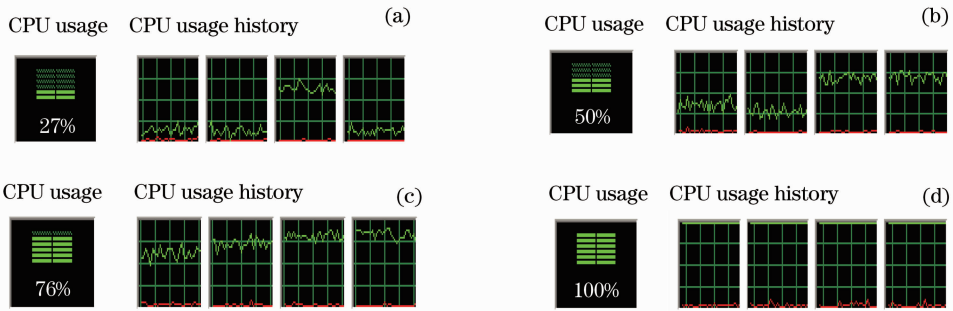 CPU usage CPU usage history (a)
27%
CPU usage CPU usage history (b)
50%
CPU usage CPU usage history (c)
76%
CPU usage CPU usage history (d)
100%